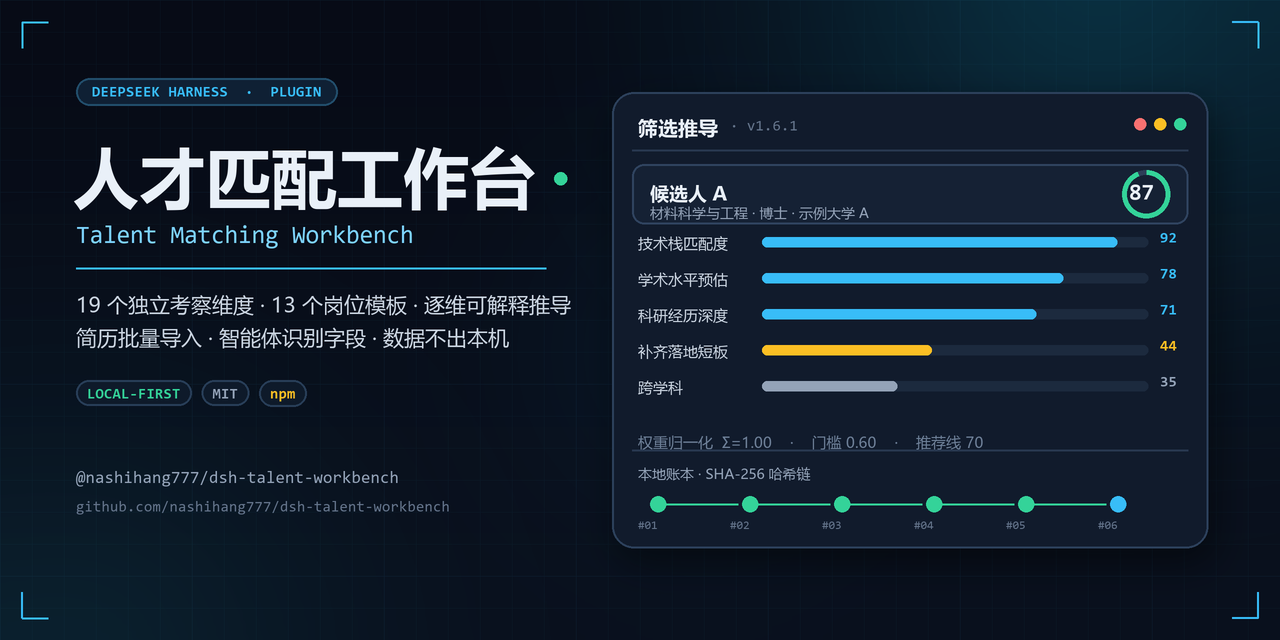 DEEPSEEK HARNESS · PLUGIN
人才匹配工作台
Talent Matching Workbench
19 个独立考察维度 · 13 个岗位模板 · 逐维可解释推导
简历批量导入 · 智能体识别字段 · 数据不出本机
LOCAL-FIRST MIT npm
@nashihang777/dsh-talent-workbench
github.com/nashihang777/dsh-talent-workbench
筛选推导 · v1.6.1
候选人 A
材料科学与工程 · 博士 · 示例大学 A
87
技术栈匹配度 92
学术水平预估 78
科研经历深度 71
补齐落地短板 44
跨学科 35
权重归一化 Σ=1.00 · 门槛 0.60 · 推荐线 70
本地账本 · SHA-256 哈希链
#01 #02 #03 #04 #05 #06